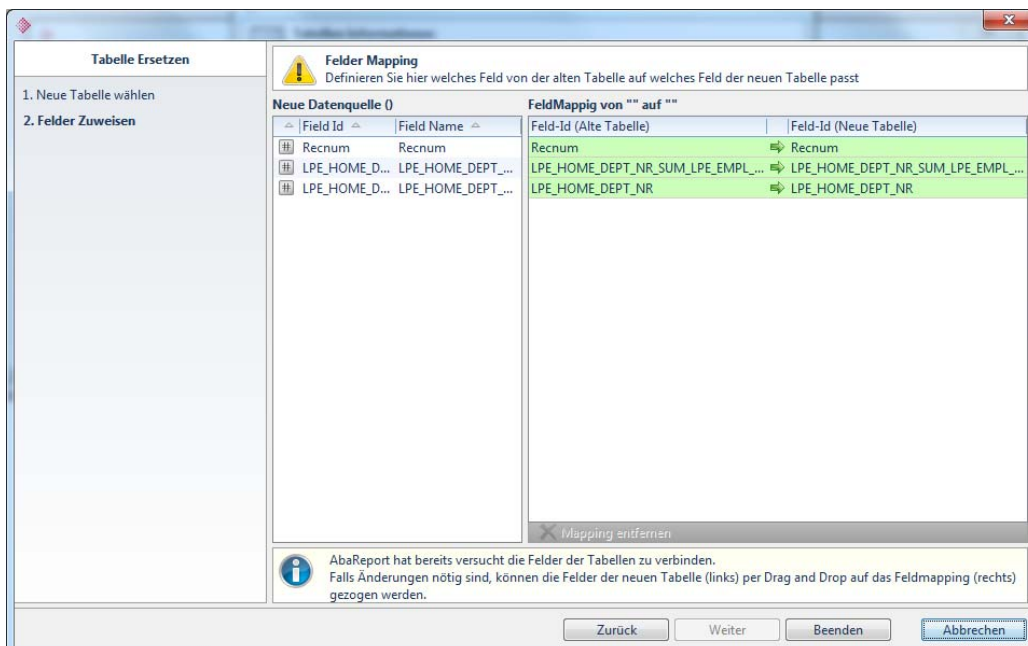 Tabelle Ersetzen
1. Neue Tabelle wählen
2. Felder Zuweisen
Felder Mapping
Definieren Sie hier welches Feld von der alten Tabelle auf welches Feld der neuen Tabelle passt
Neue Datenquelle ()
Field Id Field Name
Recnum Recnum
LPE_HOME_D... LPE_HOME_DEPT_...
LPE_HOME_D... LPE_HOME_DEPT_...
FeldMappig von "" auf ""
Feld-Id (Alte Tabelle) Feld-Id (Neue Tabelle)
Recnum Recnum
LPE_HOME_DEPT_NR_SUM_LPE_EMPL_... LPE_HOME_DEPT_NR_SUM_LPE_EMPL_...
LPE_HOME_DEPT_NR LPE_HOME_DEPT_NR
Mapping entfernen
AbaReport hat bereits versucht die Felder der Tabellen zu verbinden.
Falls Änderungen nötig sind, können die Felder der neuen Tabelle (links) per Drag and Drop auf das Feldmapping (rechts)
gezogen werden.
Zurück Weiter Beenden Abbrechen